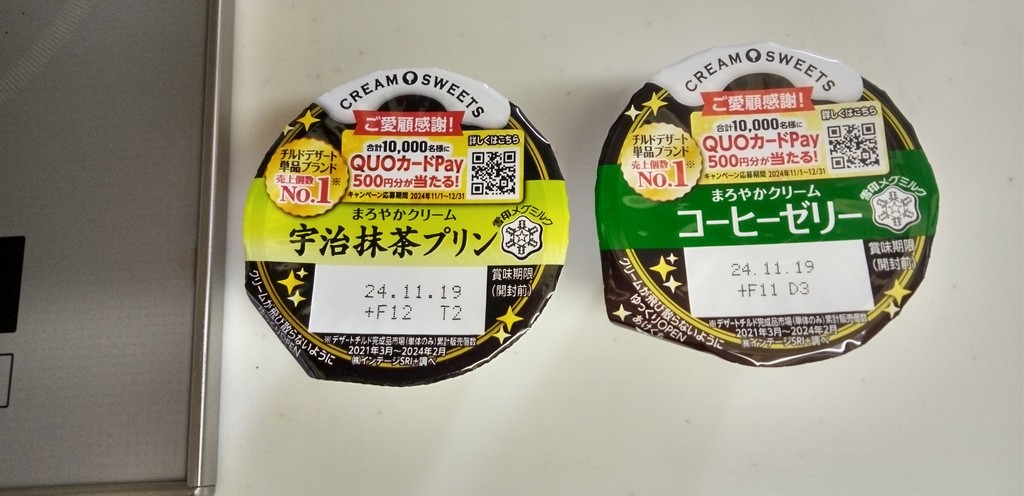 CREAM SWEETS
ご愛顧感謝!
チルドデザート
単品ブランド
売上個数※
No.1
合計10,000名様に
QUOカードPay
500円分が当たる!
キャンペーン応募期間 2024年11/1~12/31
詳しくはこちら
まろやかクリーム
宇治抹茶プリン
雪印メグミルク
賞味期限
(開封前)
24.11.19
+F12 T2
クリームが飛び散らないように
OPEN
※デザートチルド完成品市場(単体のみ)累計販売個数
2021年3月~2024年2月
㈱インテージSRI+調べ
CREAM SWEETS
ご愛顧感謝!
チルドデザート
単品ブランド
売上個数※
No.1
合計10,000名様に
QUOカードPay
500円分が当たる!
キャンペーン応募期間 2024年11/1~12/31
詳しくはこちら
まろやかクリーム
コーヒーゼリー
雪印メグミルク
賞味期限
(開封前)
24.11.19
+F11 D3
クリームが飛び散らないように
ゆっくりOPEN
※デザートチルド完成品市場(単体のみ)累計販売個数
2021年3月~2024年2月
㈱インテージSRI+調べ